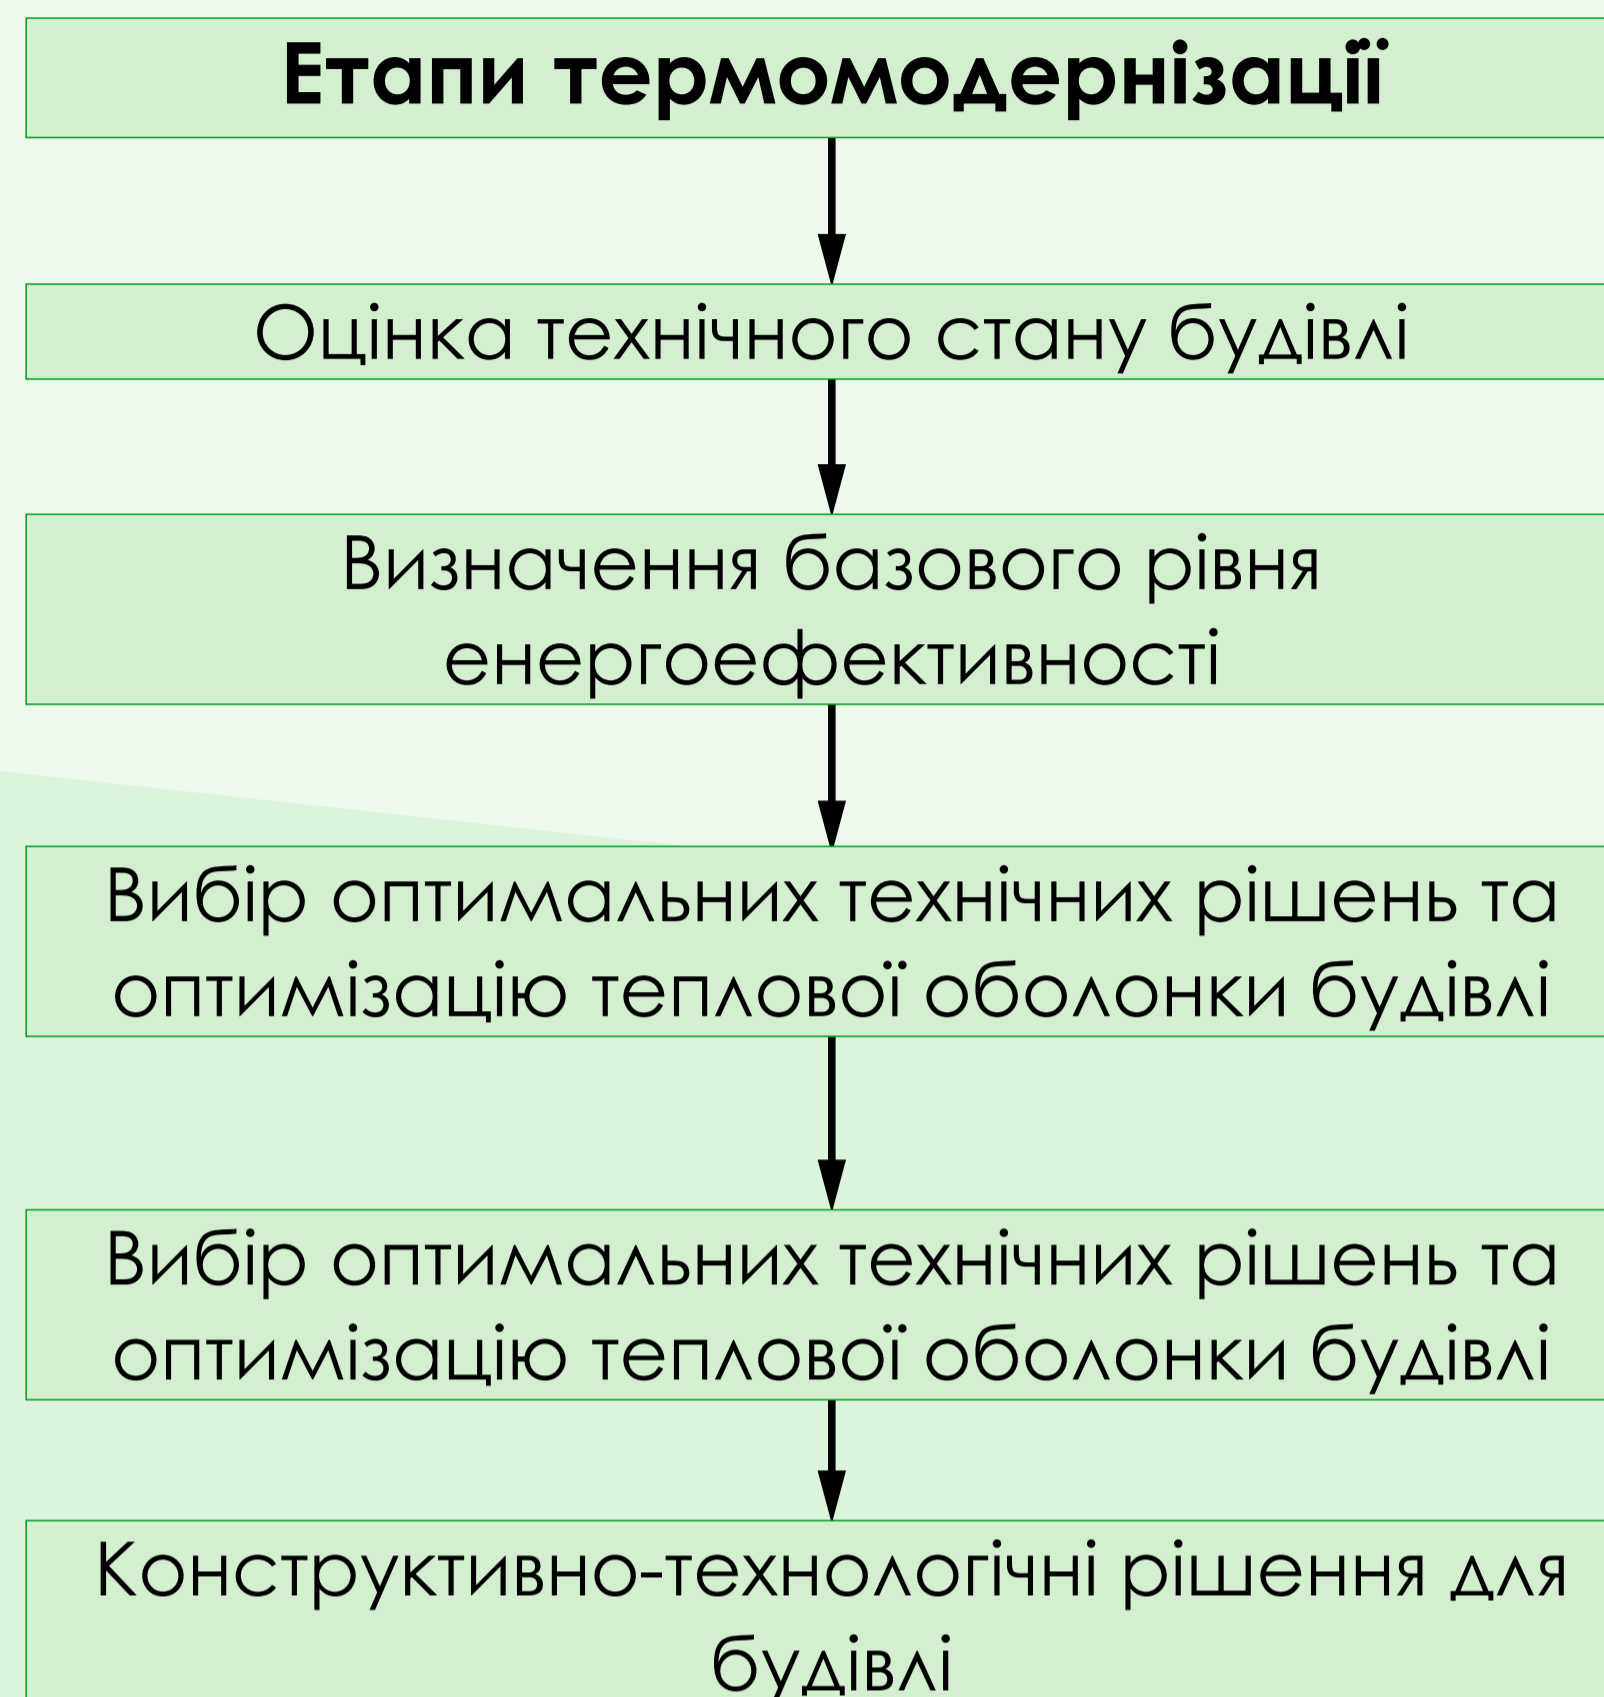 Етапи термомодернізації
Оцінка технічного стану будівлі
Визначення базового рівня
енергоефективності
Вибір оптимальних технічних рішень та
оптимізацію теплової оболонки будівлі
Вибір оптимальних технічних рішень та
оптимізацію теплової оболонки будівлі
Конструктивно-технологічні рішення для
будівлі